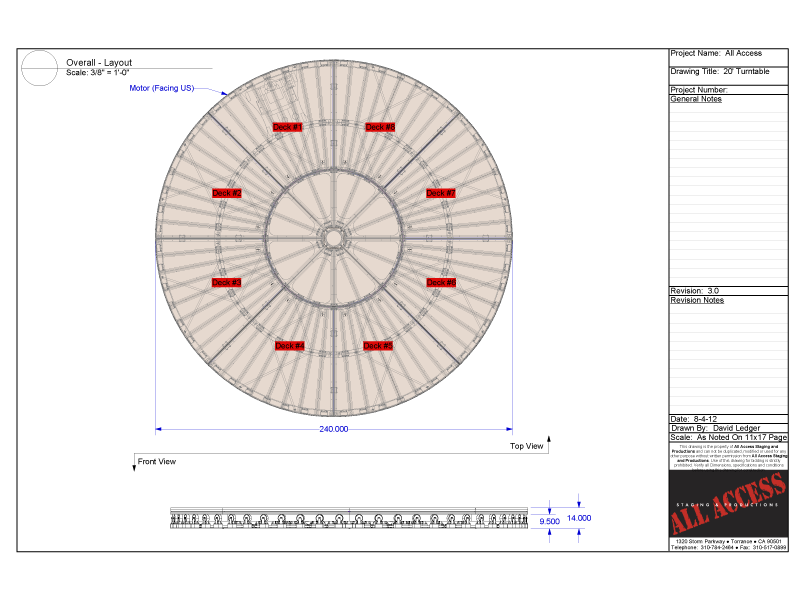 Overall - Layout
Scale: 3/8" = 1'-0"
Motor (Facing US)
Deck #1
Deck #8
Deck #2
Deck #7
Deck #3
Deck #6
Deck #4
Deck #5
240.000
Top View
Front View
9.500
14.000
Project Name: All Access
Drawing Title: 20' Turntable
Project Number:
General Notes
Revision: 3.0
Revision Notes
Date: 8-4-12
Drawn By: David Ledger
Scale: As Noted On 11x17 Page
This drawing is the property of All Access Staging and
Productions and can not be duplicated, modified or used for any
other purpose without written permission from All Access Staging
and Productions. Use of this drawing for building is strictly
prohibited. Verify all Dimensions, specifications and conditions
ALL ACCESS
STAGING & PRODUCTIONS
1320 Storm Parkway • Torrance • CA 90501
Telephone: 310-784-2464 • Fax: 310-517-0899